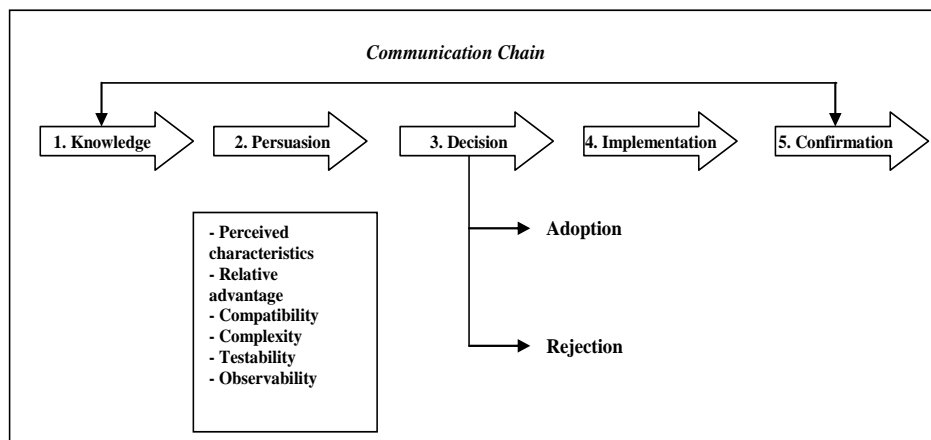 Communication Chain
1. Knowledge
2. Persuasion
3. Decision
4. Implementation
5. Confirmation
- Perceived
characteristics
- Relative
advantage
- Compatibility
- Complexity
- Testability
- Observability
Adoption
Rejection